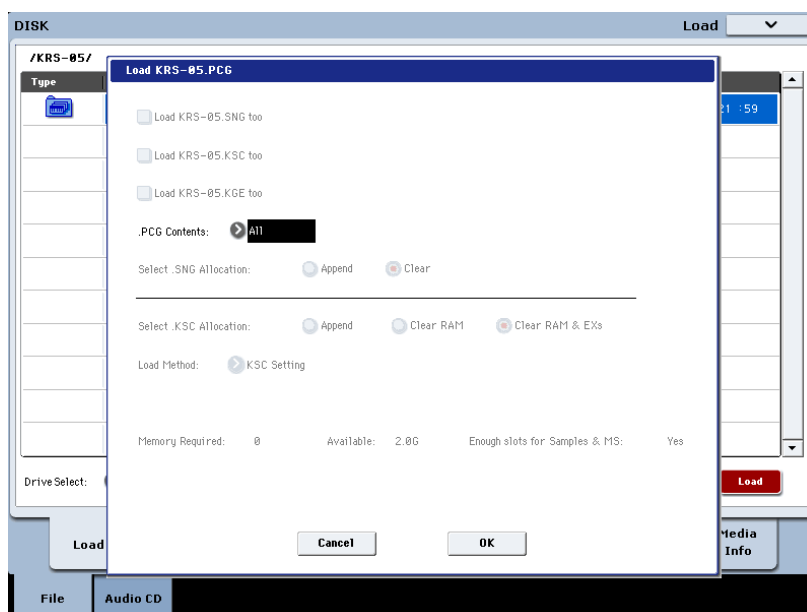 DISK Load
/KRS-05/
Load KRS-05.PCG
Type
Load KRS-05.SNG too 21 :59
Load KRS-05.KSC too
Load KRS-05.KGE too
.PCG Contents: All
Select .SNG Allocation: Append Clear
Select .KSC Allocation: Append Clear RAM Clear RAM & EXs
Load Method: KSC Setting
Memory Required: 0 Available: 2.0G Enough slots for Samples & MS: Yes
Drive Select: Load
Cancel OK
Load Media
Info
File Audio CD